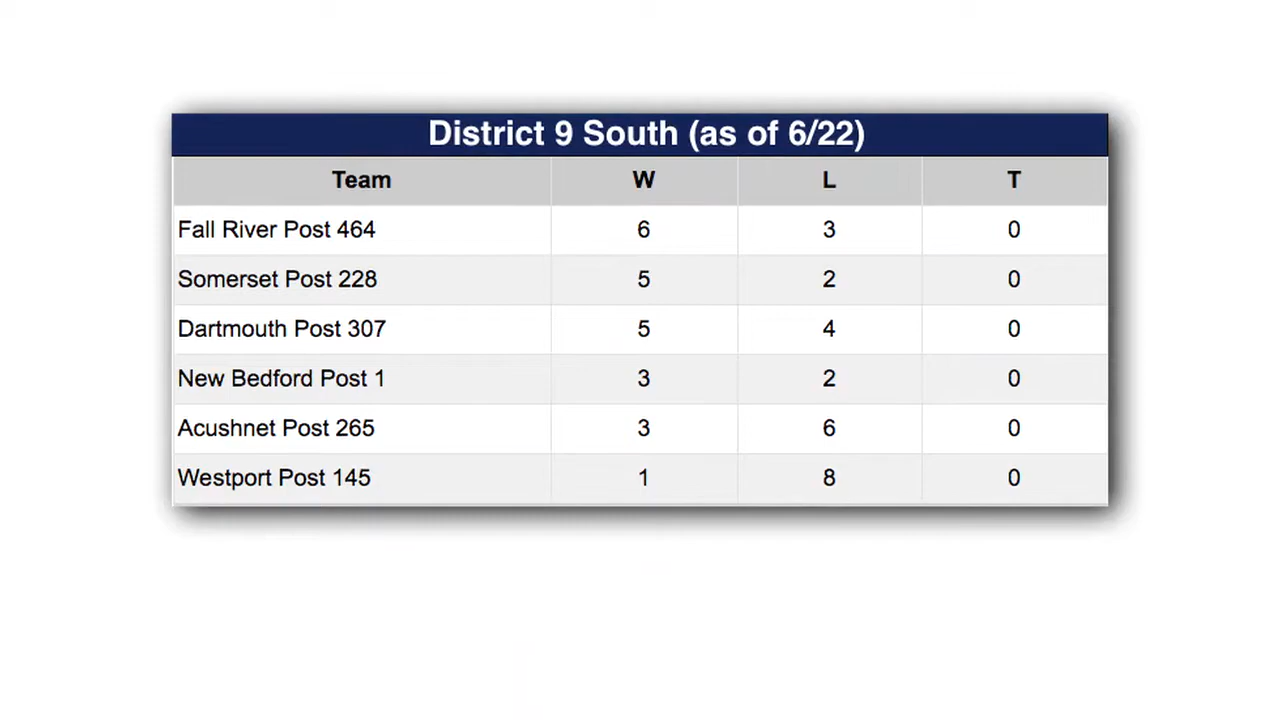 District 9 South (as of 6/22)
Team W L T
Fall River Post 464 6 3 0
Somerset Post 228 5 2 0
Dartmouth Post 307 5 4 0
New Bedford Post 1 3 2 0
Acushnet Post 265 3 6 0
Westport Post 145 1 8 0